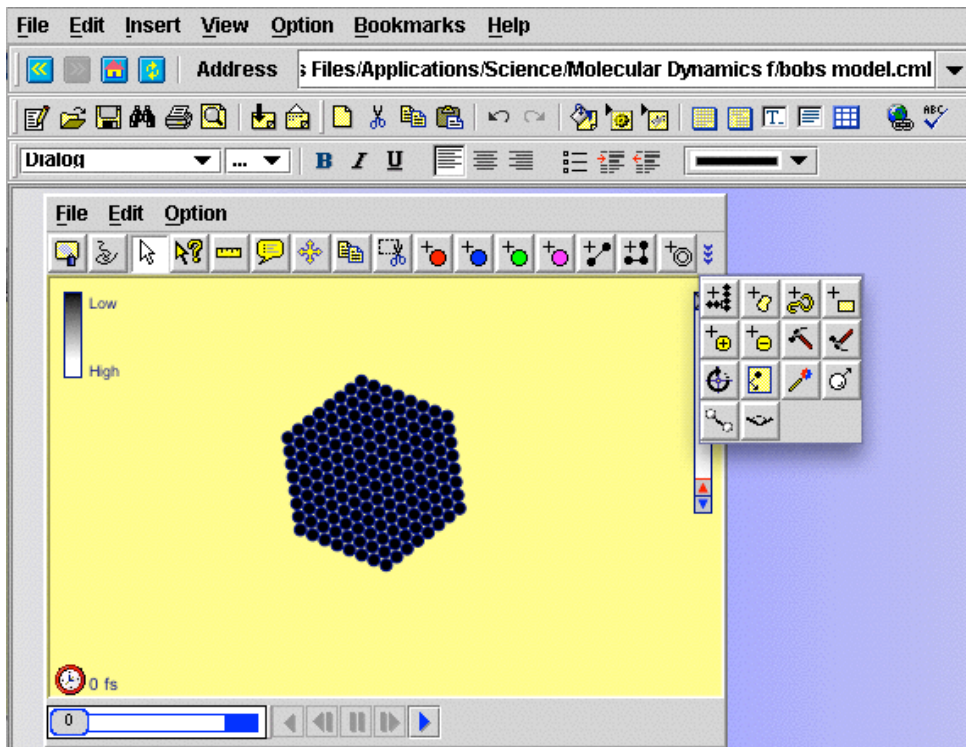 File Edit Insert View Option Bookmarks Help
Address s Files/Applications/Science/Molecular Dynamics f/bobs model.cml
ABC
Dialog ... B I U
File Edit Option
Low
High
0 fs
0